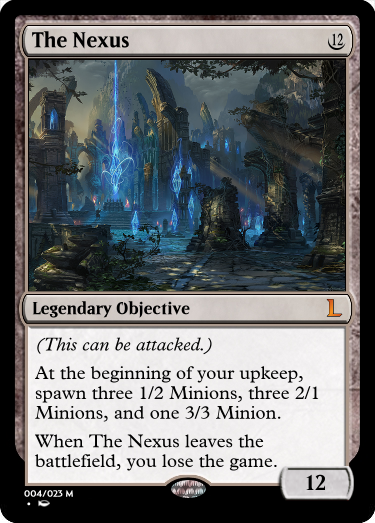 The Nexus 12
Legendary Objective L
(This can be attacked.)
At the beginning of your upkeep,
spawn three 1/2 Minions, three 2/1
Minions, and one 3/3 Minion.
When The Nexus leaves the
battlefield, you lose the game.
12
004/023 M